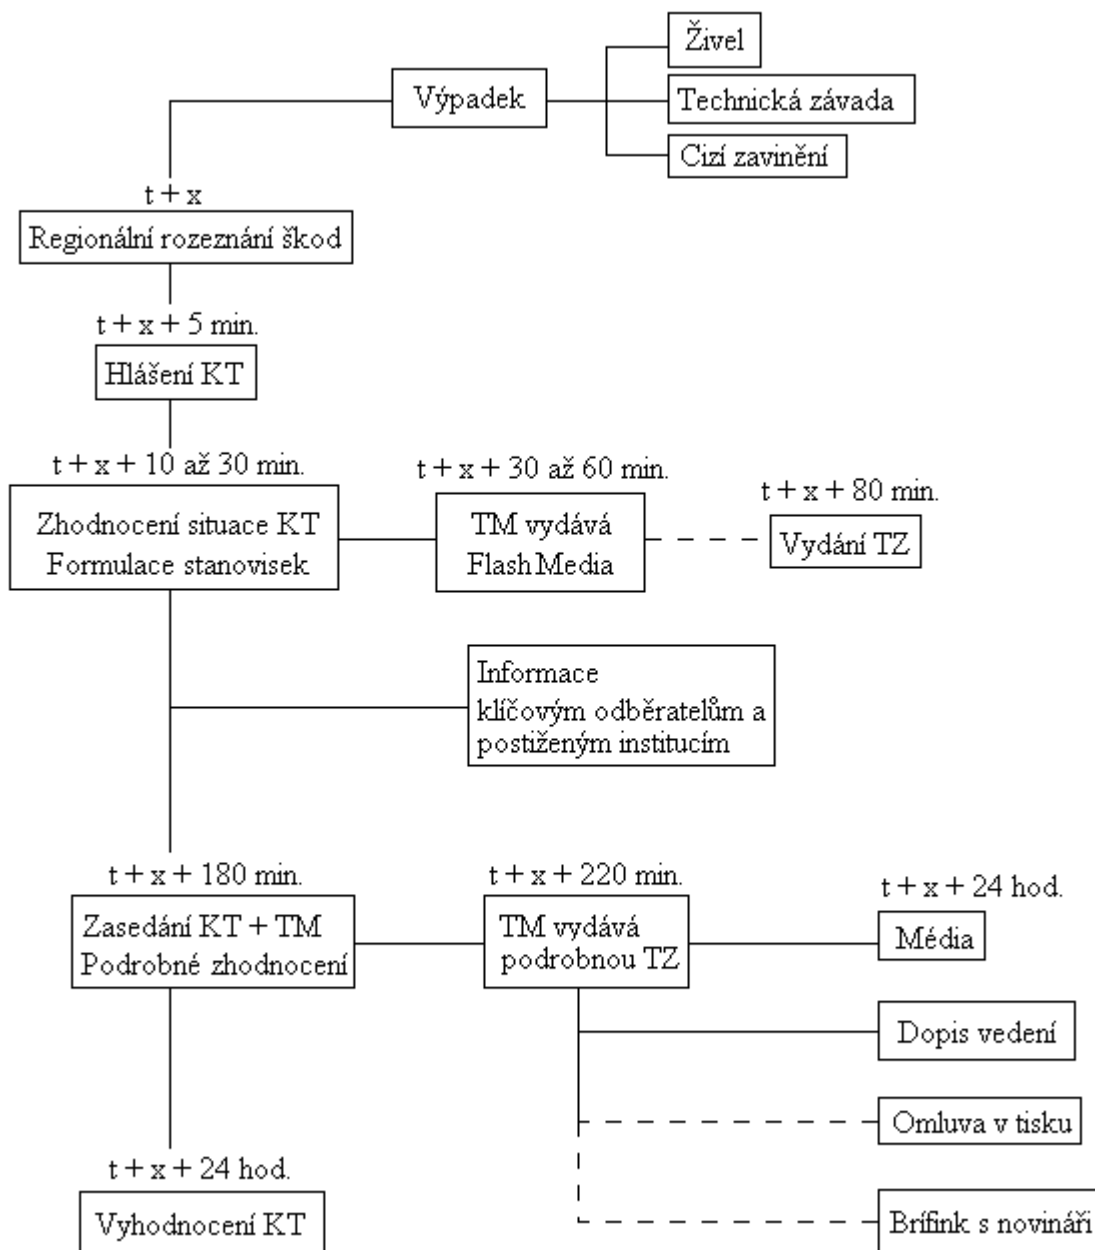 Živel
Výpadek
Technická závada
Cizí zavinění
t + x
Regionální rozeznání škod
t + x + 5 min.
Hlášení KT
t + x + 10 až 30 min.
t + x + 30 až 60 min.
t + x + 80 min.
Zhodnocení situace KT
Formulace stanovisek
TM vydává
Flash Media
Vydání TZ
Informace
klíčovým odběratelům a
postiženým institucím
t + x + 180 min.
t + x + 220 min.
t + x + 24 hod.
Zasedání KT + TM
Podrobné zhodnocení
TM vydává
podrobnou TZ
Média
Dopis vedení
Omluva v tisku
t + x + 24 hod.
Vyhodnocení KT
Brífink s novináři